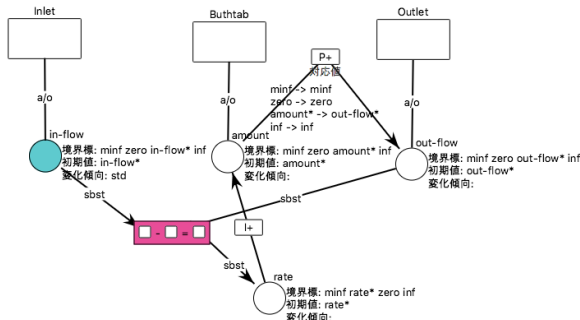 Inlet
Buthtab
Outlet
P+
対応値
minf -> minf
zero -> zero
amount* -> out-flow*
inf -> inf
a/o
a/o
a/o
in-flow
境界標: minf zero in-flow* inf
初期値: in-flow*
変化傾向: std
amount
境界標: minf zero amount* inf
初期値: amount*
変化傾向:
out-flow
境界標: minf zero out-flow* inf
初期値: out-flow*
変化傾向:
sbst
sbst
- =
I+
sbst
rate
境界標: minf rate* zero inf
初期値: rate*
変化傾向: